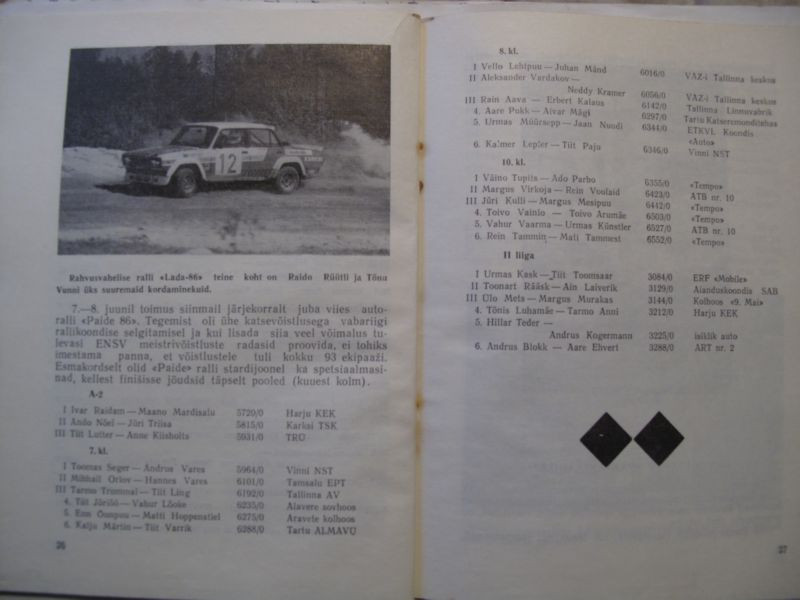 12
Rahvusvahelise ralli «Lada-86» teine koht on Raido Rüütli ja Tõnu
Vunni üks suuremaid kordaminekuid.
7.—8. juunil toimus siinmail järjekorralt juba viies auto-
ralli «Paide 86». Tegemist oli ühe katsevõistlusega vabariigi
rallikoondise selgitamisel ja kui lisada siia veel võimalus tu-
levasi ENSV meistrivõistluste radasid proovida, ei tohiks
imestama panna, et võistlustele tuli kokku 93 ekipaaži.
Esmakordselt olid «Paide» ralli stardijoonel ka spetsiaalmasi-
nad, kellest finišisse jõudsid täpselt pooled (kuuest kolm).
A-2
I Ivar Raidam — Maano Mardisalu 5729/0 Harju KEK
II Ando Nõel — Jüri Triisa 5815/0 Karksi TSK
III Tiit Lutter — Anne Kiisholts 5931/0 TRÜ
7. kl.
I Toomas Seger — Andrus Vares 5964/0 Vinni NST
II Mihhail Orlov — Hannes Vares 6101/0 Tamsalu EPT
III Tarmo Trummal — Tiit Ling 6192/0 Tallinna AV
4. Tiit Jõriöö — Vahur Lõoke 6235/0 Alavere sovhoos
5. Enn Õunpuu — Matti Hoppenstiel 6275/0 Aravete kolhoos
6. Kalju Märtin — Tiit Varrik 6288/0 Tartu ALMAVÜ
36
8. kl.
I Vello Lehtpuu — Juhan Mänd 6016/0 VAZ-i Tallinna keskus
II Aleksander Vardakov —
Neddy Kramer 6056/0 VAZ-i Tallinna keskus
III Rain Aava — Erbert Kalaus 6142/0 Tallinna Linnuvabrik
4. Aare Pukk — Aivar Mägi 6297/0 Tartu Katseremonditehas
5. Urmas Müürsepp — Jaan Nuudi 6344/0 ETKVL Koondis
«Auto»
6. Kalmer Lepler — Tiit Paju 6346/0 Vinni NST
10. kl.
I Väino Tupits — Ado Parbo 6355/0 «Tempo»
II Margus Virkoja — Rein Voulaid 6423/0 ATB nr. 10
III Jüri Kulli — Margus Mesipuu 6442/0 «Tempo»
4. Toivo Vainlo — Toivo Arumäe 6503/0 «Tempo»
5. Vahur Vaarma — Urmas Künstler 6527/0 ATB nr. 10
6. Rein Tammin — Mati Tammest 6552/0 «Tempo»
II liiga
I Urmas Kask — Tiit Toomsaar 3084/0 ERF «Mobile»
II Toonart Rääsk — Ain Laiverik 3129/0 Aianduskoondis SAB
III Ülo Mets — Margus Murakas 3144/0 Kolhoos «9. Mai»
4. Tõnis Luhamäe — Tarmo Anni 3212/0 Harju KEK
5. Hillar Teder —
Andrus Kogermann 3225/0 isiklik auto
6. Andrus Blokk — Aare Ehvert 3288/0 ART nr. 2
37